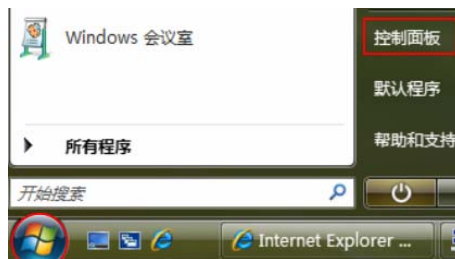 Windows 会议室
控制面板
默认程序
所有程序
帮助和支持
开始搜索
Internet Explorer ...